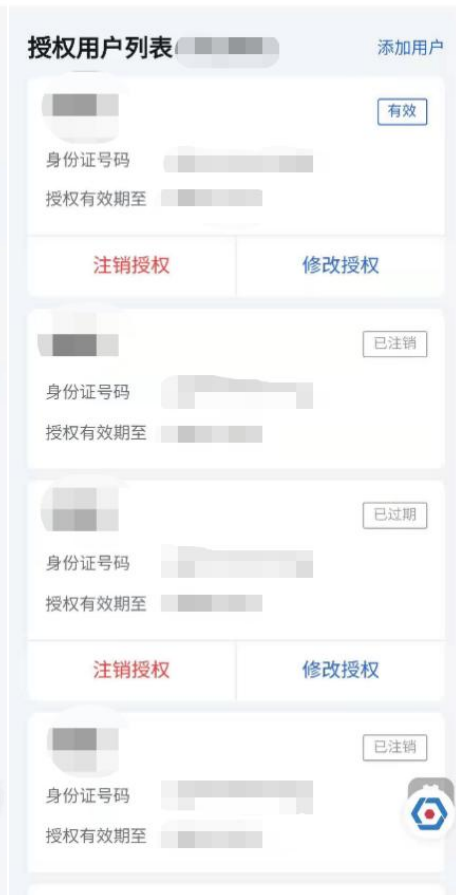 授权用户列表
添加用户
有效
身份证号码
授权有效期至
注销授权 修改授权
已注销
身份证号码
授权有效期至
已过期
身份证号码
授权有效期至
注销授权 修改授权
已注销
身份证号码
授权有效期至